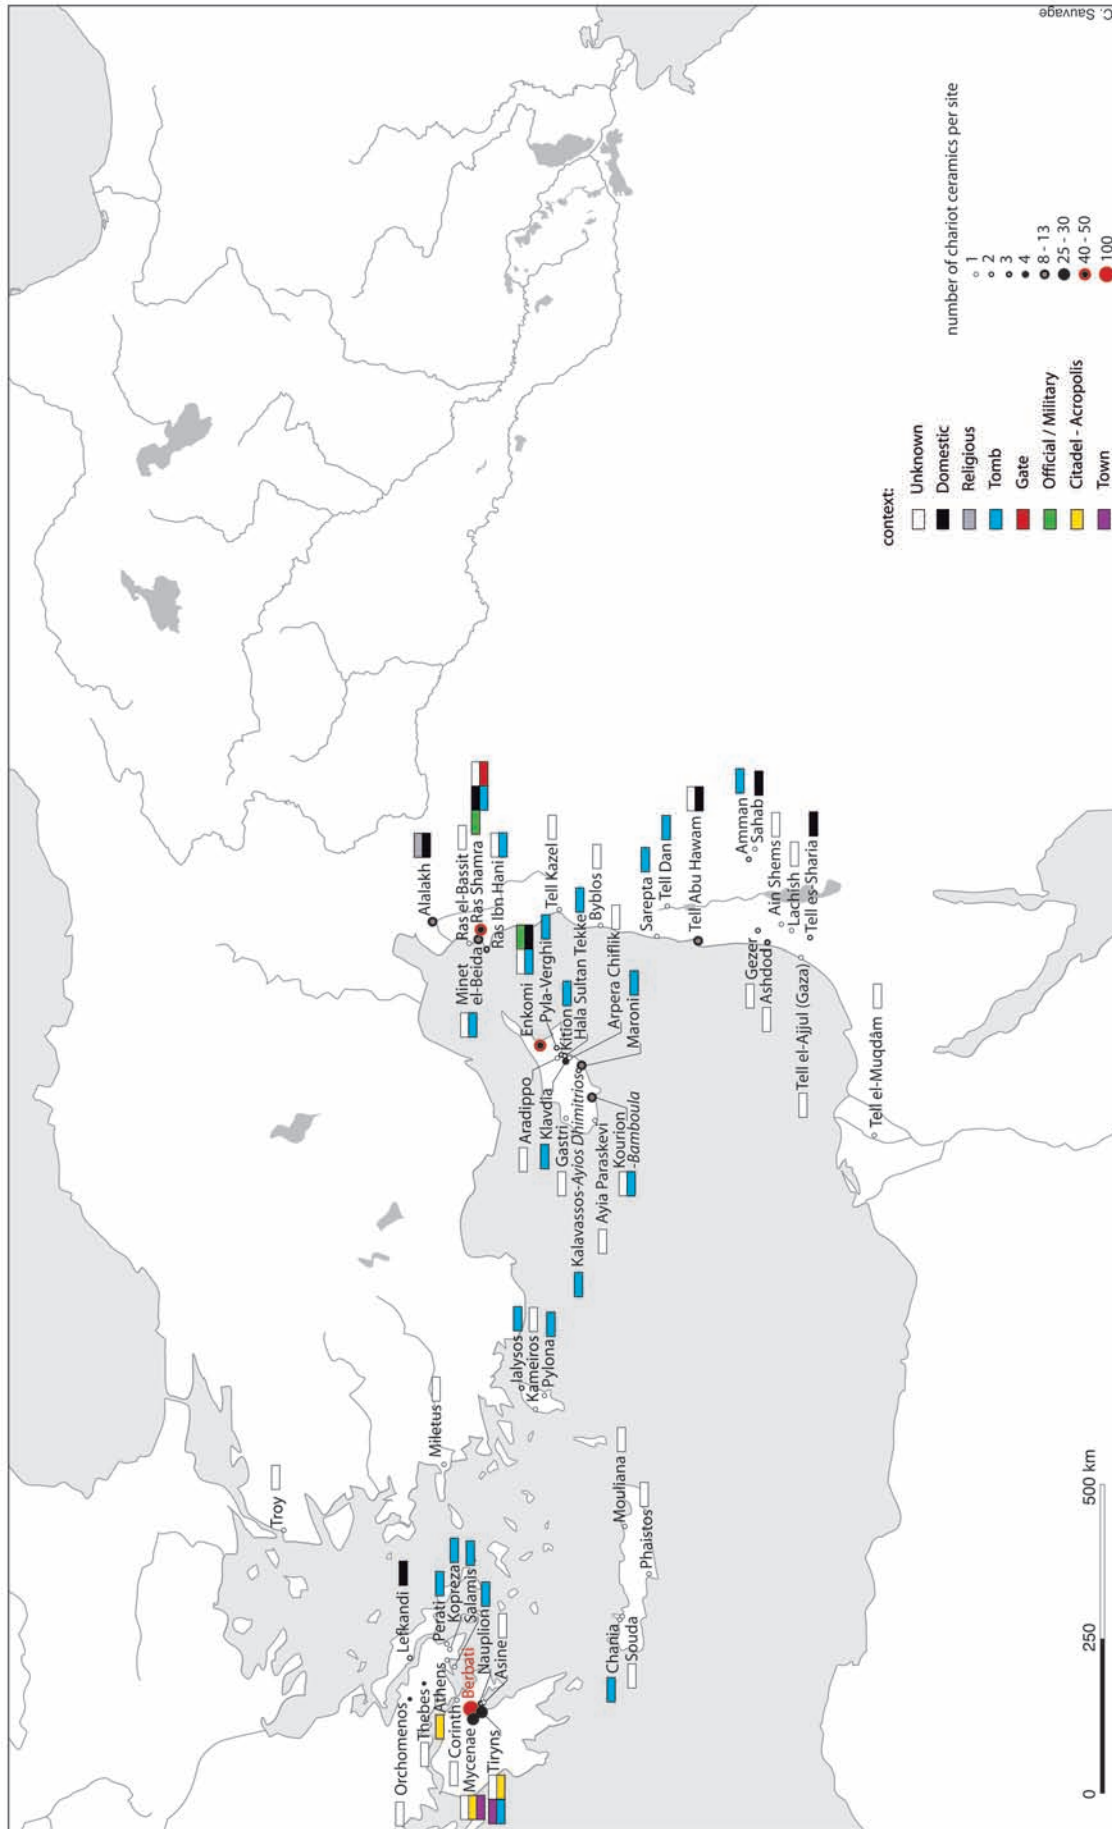 C. Sauvage
Troy
Miletus
Orchomenos
Lefkandi
Thebes
Athens
Perati
Kopreza
Salamis
Corinth
Berbati
Mycenae
Nauplion
Asine
Tiryns
Ialysos
Kameiros
Pylona
Chania
Souda
Mouliana
Phaistos
Alalakh
Ras el-Bassit
Ras Shamra
Minet
el-Beida
Ras Ibn-Hani
Enkomi
Pyla-Verghi
Kition
Hala Sultan Tekke
Aradippo
Klavdia
Gastri
Kalavassos-Ayios Dhimitrios
Ayia Paraskevi
Kourion
-Bamboula
Arpera Chiflik
Maroni
Tell Kazel
Byblos
Sarepta
Tell Dan
Tell Abu Hawam
Amman
Sahab
Gezer
Ashdod
Ain Shems
Lachish
Tell es-Sharia
Tell el-Ajjul (Gaza)
Tell el-Muqdâm
0
250
500 km
context:
Unknown
Domestic
Religious
Tomb
Gate
Official / Military
Citadel - Acropolis
Town
number of chariot ceramics per site
1
2
3
4
8 - 13
25 - 30
40 - 50
100